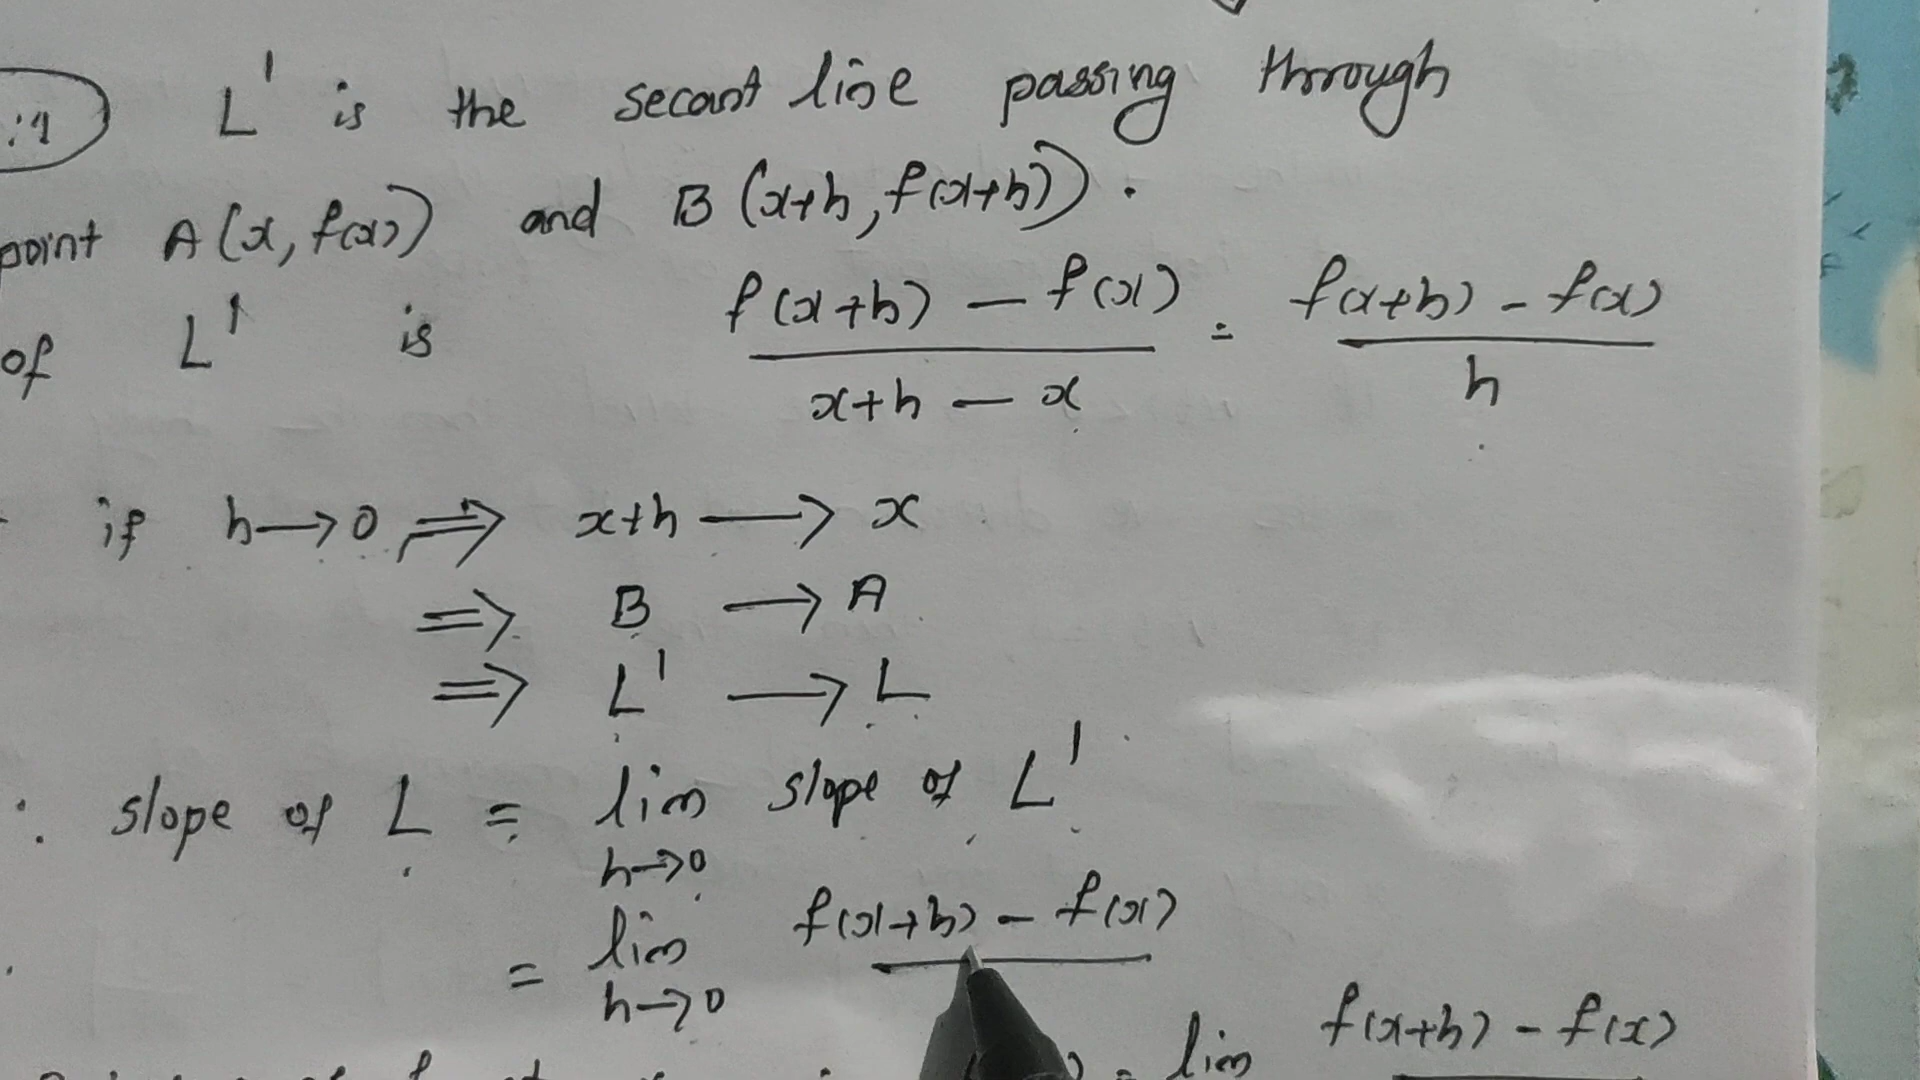 :1 L' is the secant line passing through
point A(x, f(x)) and B (x+h, f(x+h)).
of L' is f(x+h) - f(x) / x+h - x = f(x+h) - f(x) / h
if h→0 ⇒ x+h → x
⇒ B → A
⇒ L' → L
∴ slope of L = lim h→0 slope of L'
= lim h→0 f(x+h) - f(x)
= lim f(x+h) - f(x)